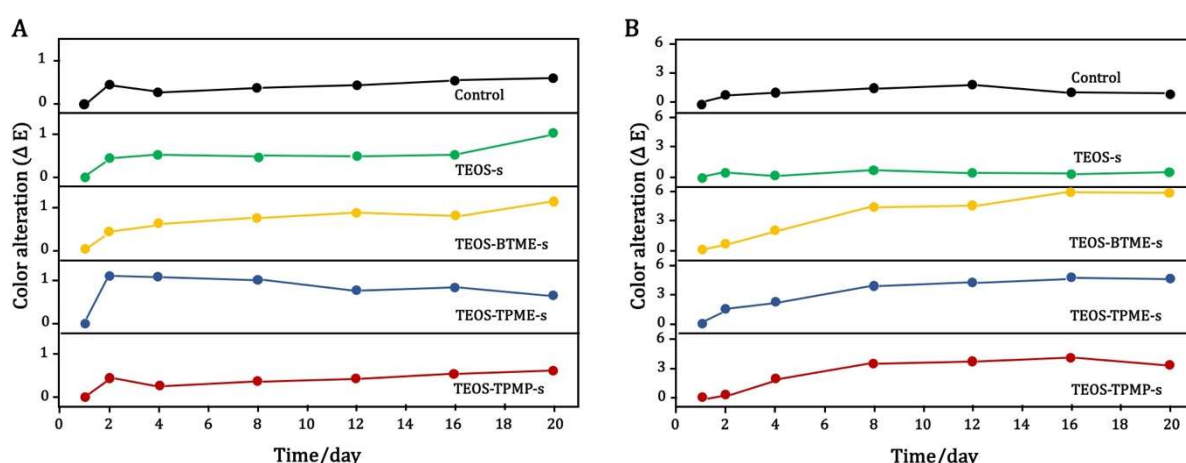 A
Color alteration (Δ E)
1
0
Control
1
0
TEOS-s
1
0
TEOS-BTME-s
1
0
TEOS-TPME-s
1
0
TEOS-TPMP-s
0 2 4 6 8 10 12 14 16 18 20
Time/day
B
Color alteration (Δ E)
6
3
0
Control
6
3
0
TEOS-s
6
3
0
TEOS-BTME-s
6
3
0
TEOS-TPME-s
6
3
0
TEOS-TPMP-s
0 2 4 6 8 10 12 14 16 18 20
Time/day